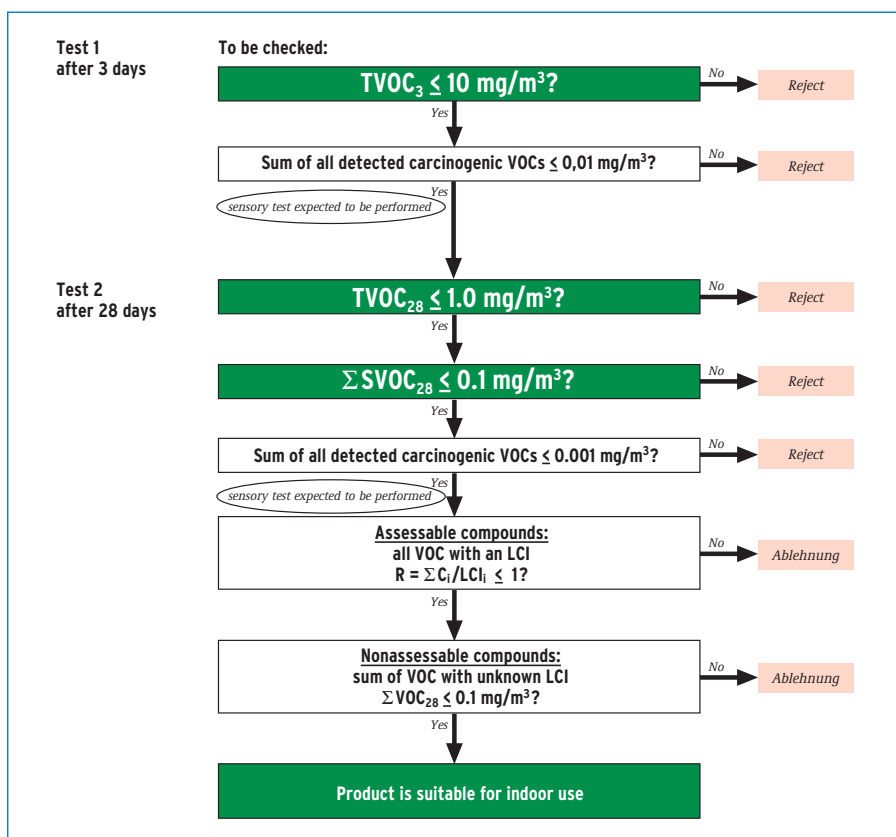 Test 1
after 3 days
To be checked:
TVOC₃ ≤ 10 mg/m³?
No
Reject
Yes
Sum of all detected carcinogenic VOCs ≤ 0,01 mg/m³?
No
Reject
Yes
sensory test expected to be performed
Test 2
after 28 days
TVOC₂₈ ≤ 1.0 mg/m³?
No
Reject
Yes
ΣSVOC₂₈ ≤ 0.1 mg/m³?
No
Reject
Yes
Sum of all detected carcinogenic VOCs ≤ 0.001 mg/m³?
No
Reject
Yes
sensory test expected to be performed
Assessable compounds:
all VOC with an LCI
R = ΣCᵢ/LCIᵢ ≤ 1?
No
Ablehnung
Yes
Nonassessable compounds:
sum of VOC with unknown LCI
ΣVOC₂₈ ≤ 0.1 mg/m³?
No
Ablehnung
Yes
Product is suitable for indoor use